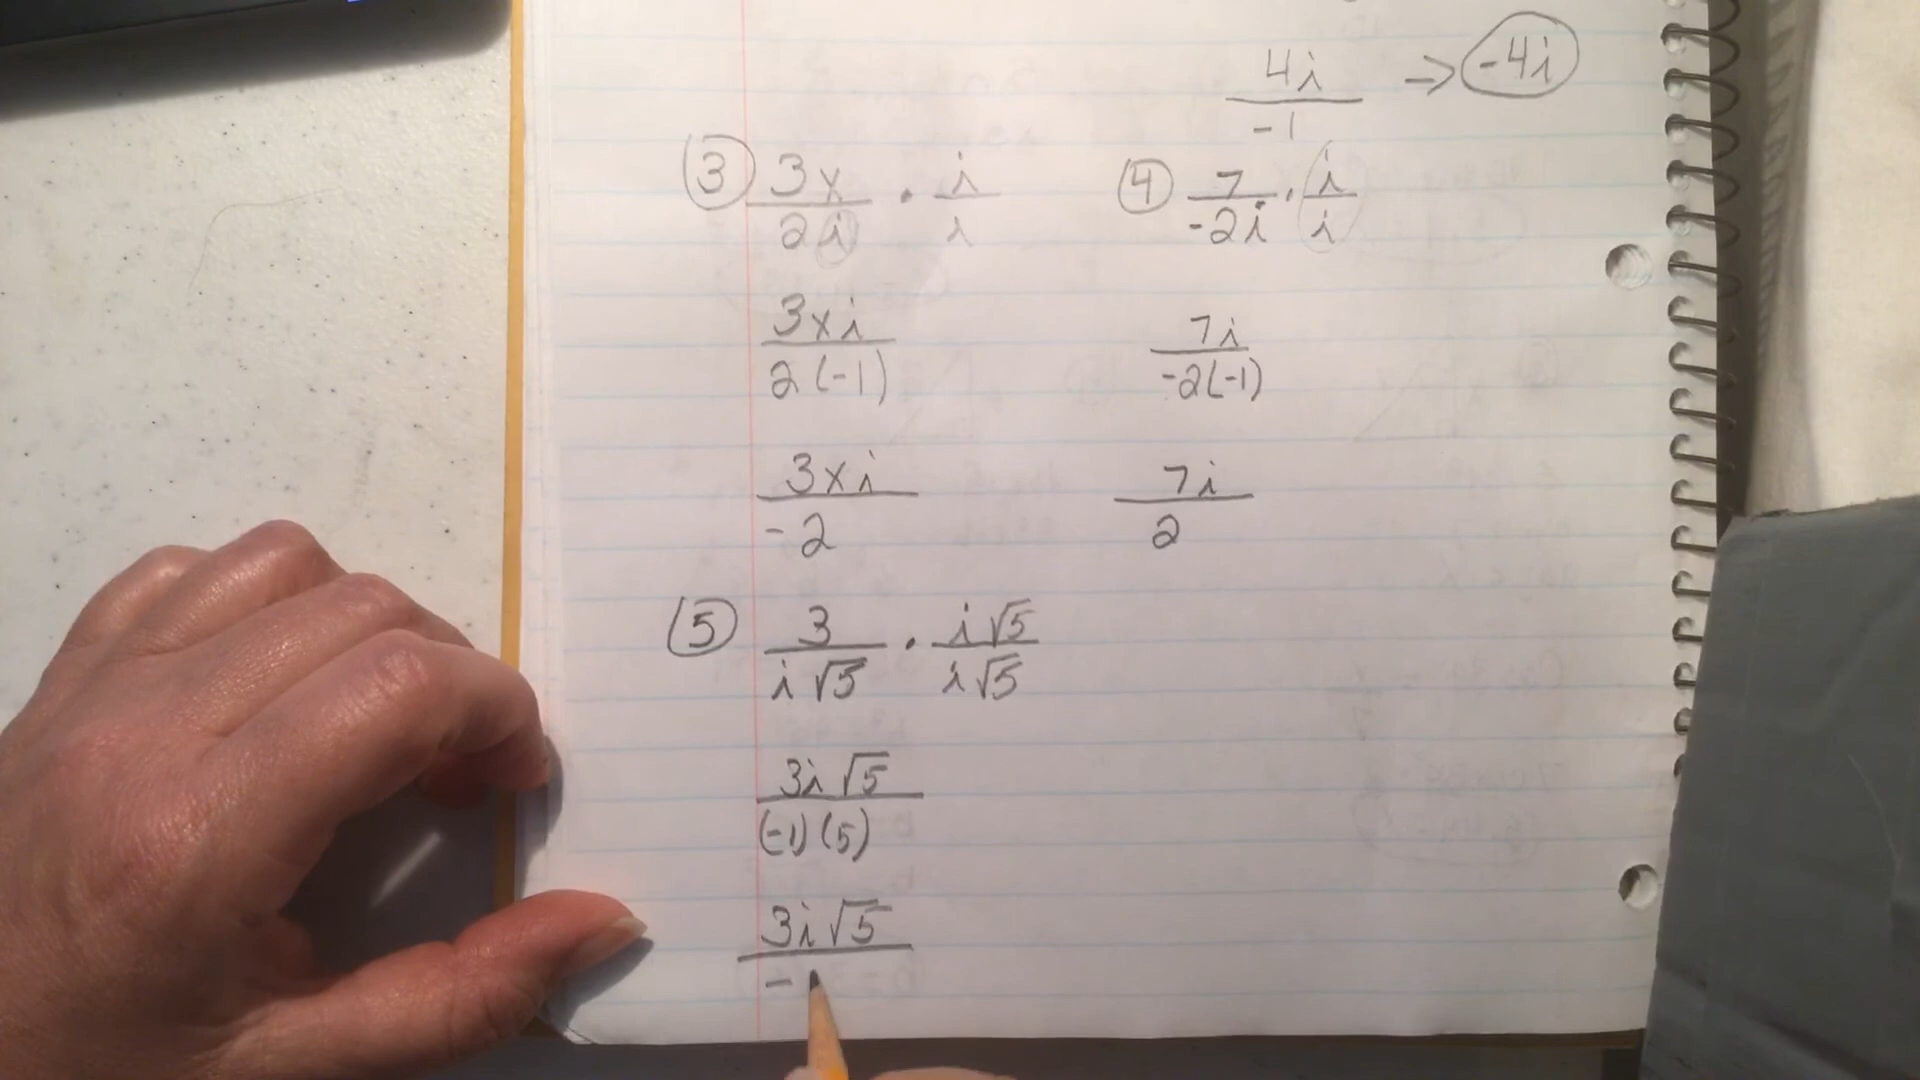 4i / -1 → -4i
③ 3x / 2i · i / i
④ 7 / -2i · i / i
3xi / 2(-1)
7i / -2(-1)
3xi / -2
7i / 2
⑤ 3 / i√5 · i√5 / i√5
3i√5 / (-1)(5)
3i√5 / -